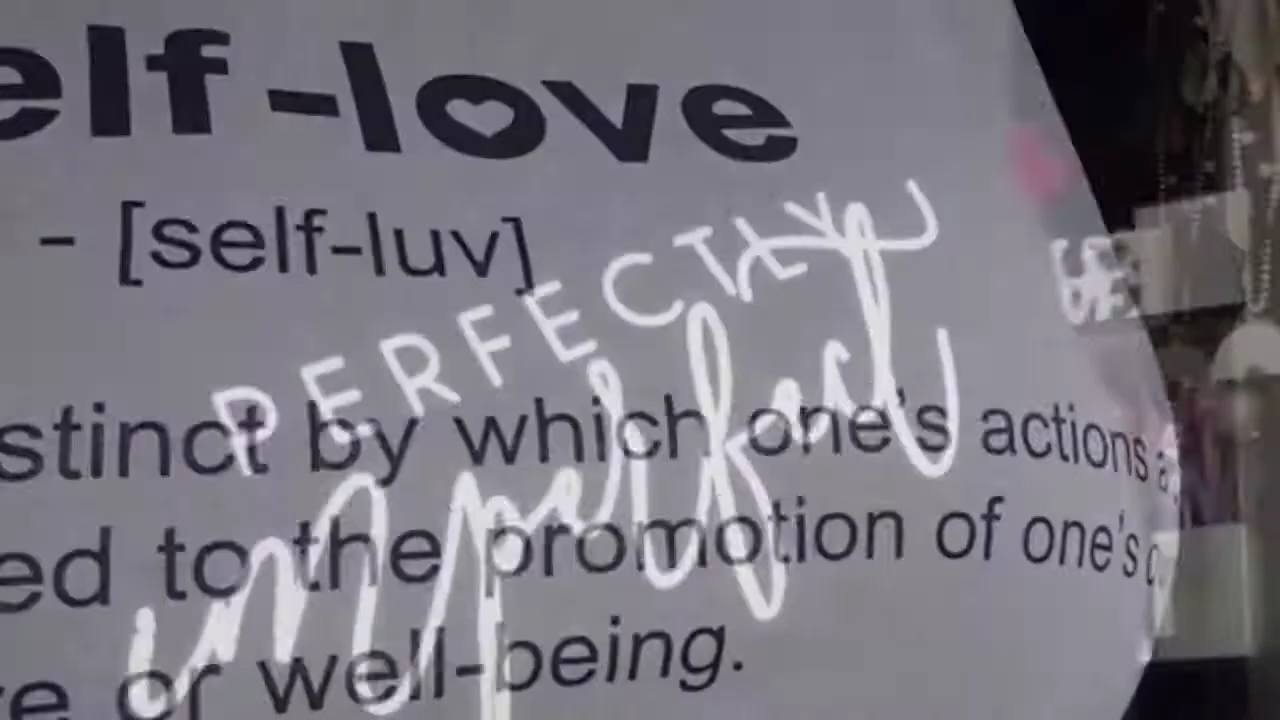 elf-love
- [self-luv]
PERFECTLY
imperfect
stinct by which one's actions
ed to the promotion of one's
re or well-being.